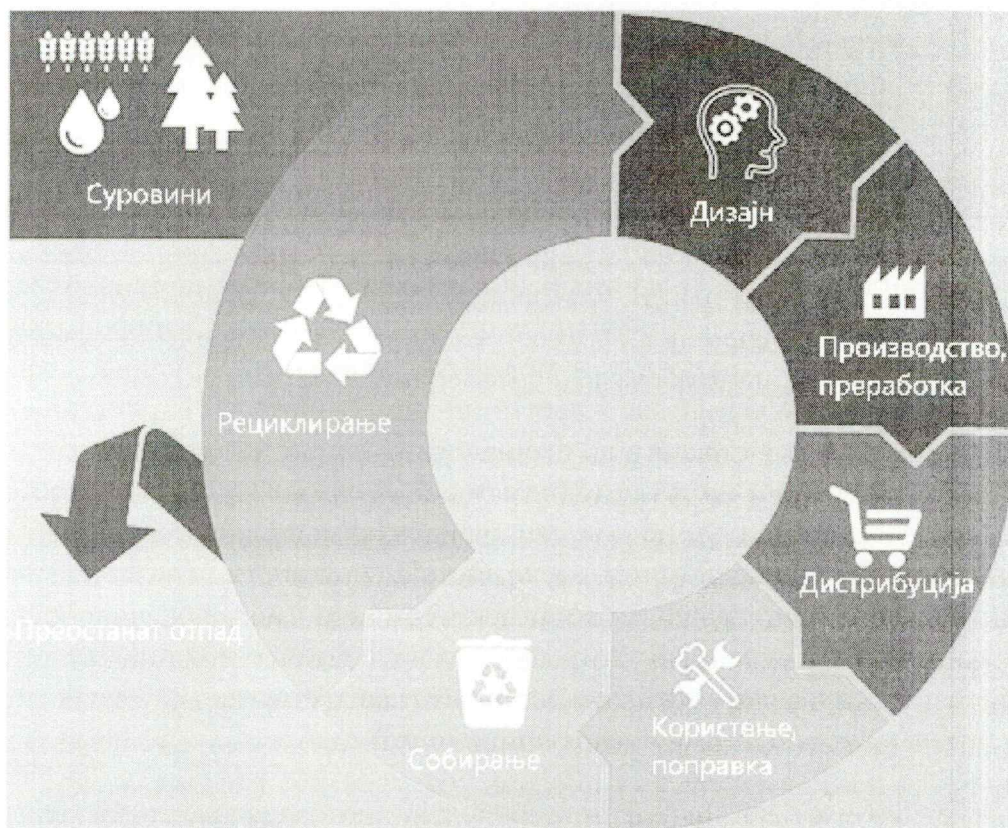 Суровини
Дизајн
Производство,
преработка
Рециклирање
Дистрибуција
Преостанат отпад
Користење,
поправка
Собирање